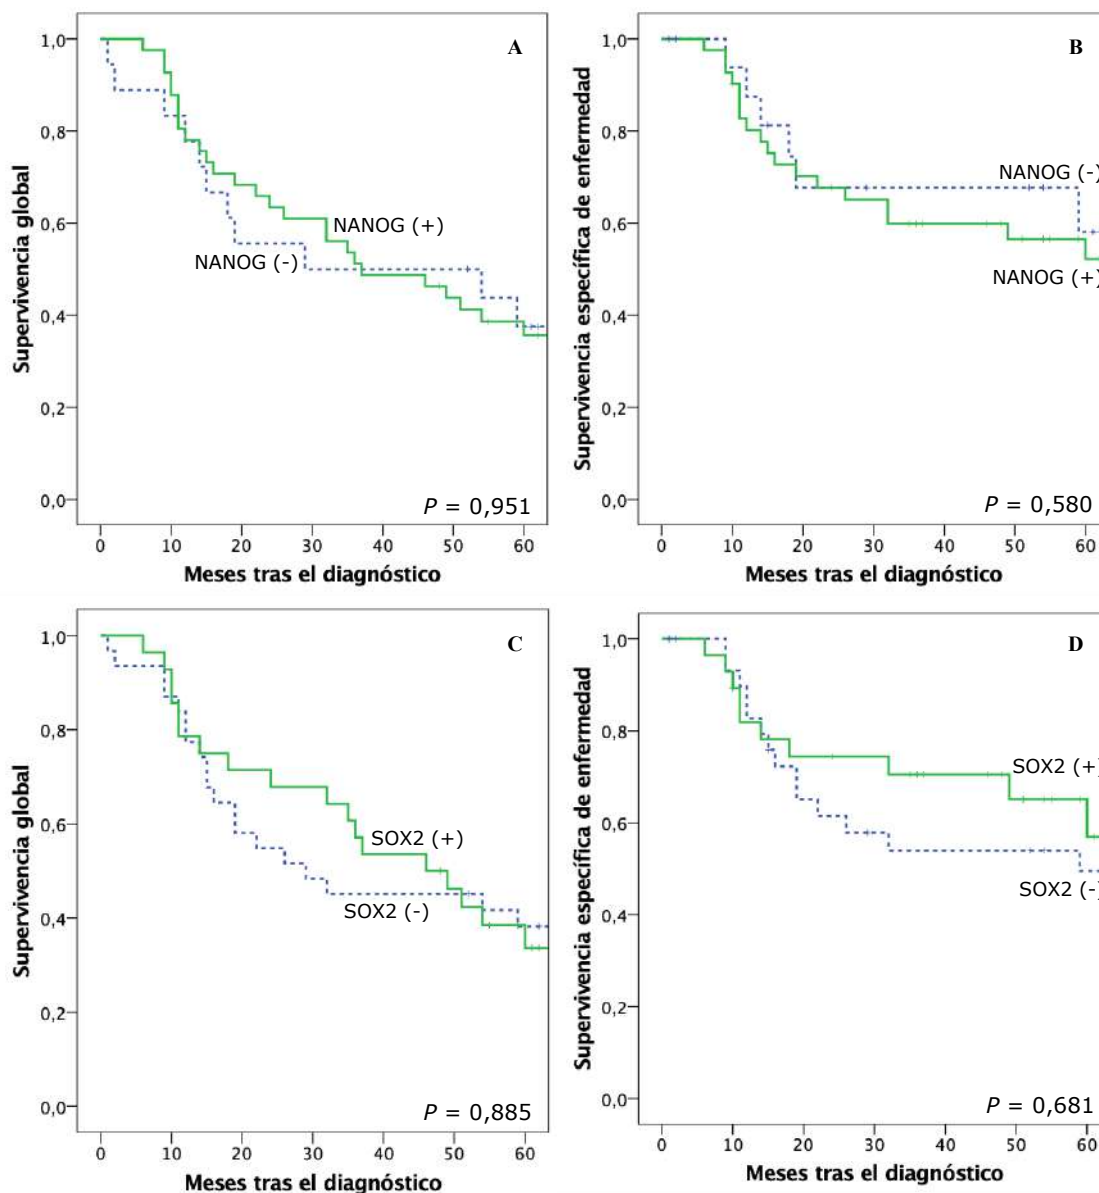 A
Supervivencia global
1,0
0,8
0,6
0,4
0,2
0,0
NANOG (+)
NANOG (-)
P = 0,951
0 10 20 30 40 50 60
Meses tras el diagnóstico
B
Supervivencia específica de enfermedad
1,0
0,8
0,6
0,4
0,2
0,0
NANOG (-)
NANOG (+)
P = 0,580
0 10 20 30 40 50 60
Meses tras el diagnóstico
C
Supervivencia global
1,0
0,8
0,6
0,4
0,2
0,0
SOX2 (+)
SOX2 (-)
P = 0,885
0 10 20 30 40 50 60
Meses tras el diagnóstico
D
Supervivencia específica de enfermedad
1,0
0,8
0,6
0,4
0,2
0,0
SOX2 (+)
SOX2 (-)
P = 0,681
0 10 20 30 40 50 60
Meses tras el diagnóstico